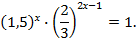 (1,5)ˣ · (2/3)²ˣ⁻¹ = 1.